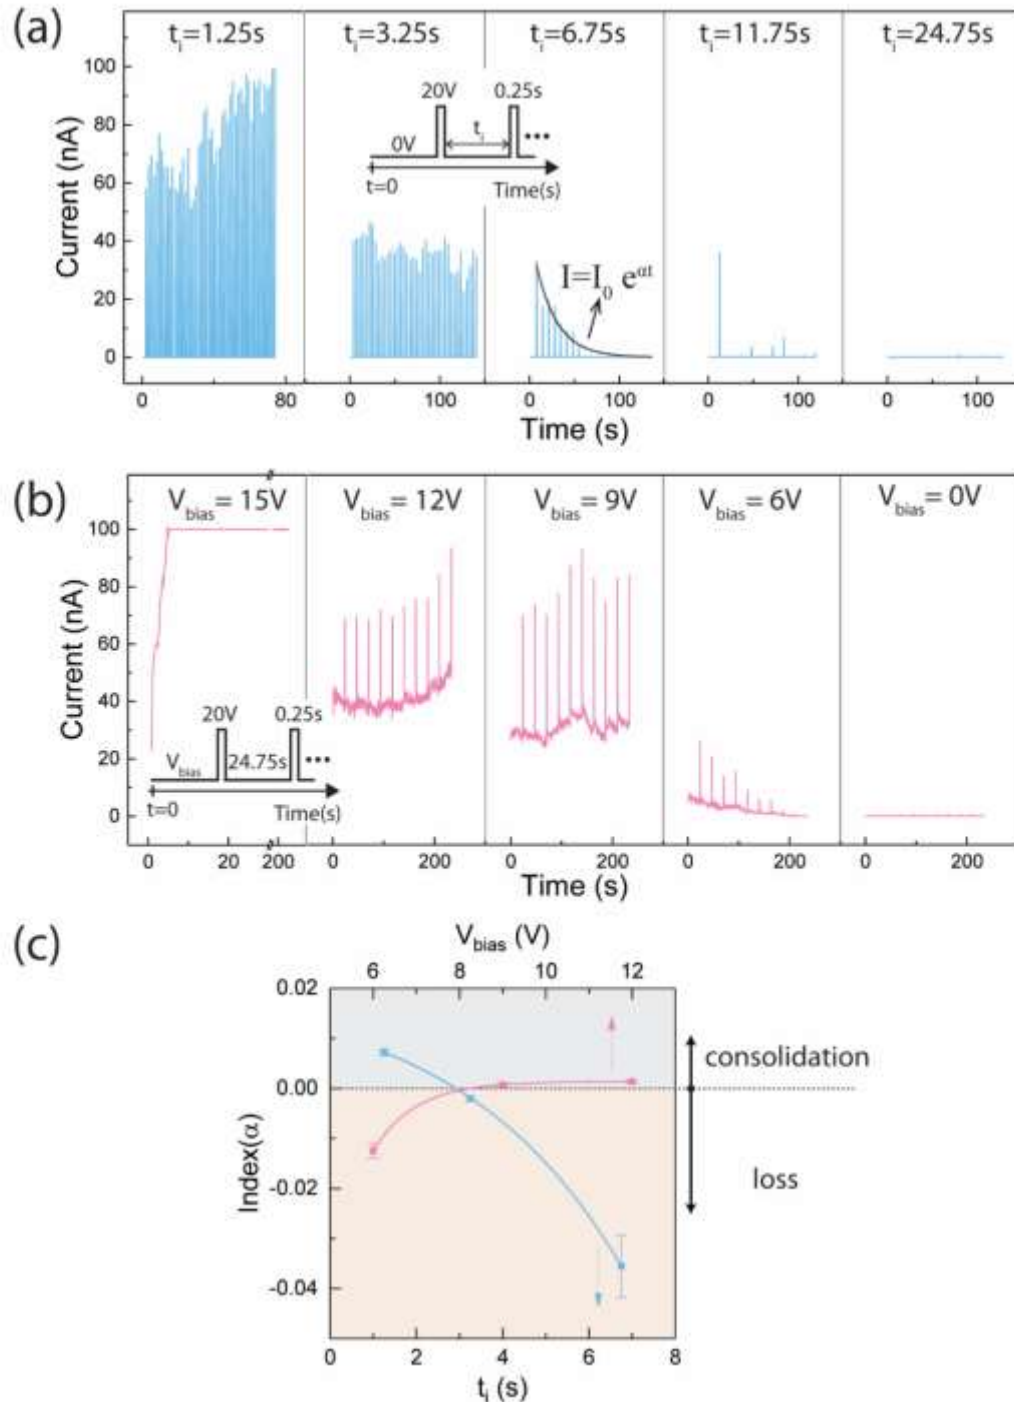 (a)
t_i=1.25s t_i=3.25s t_i=6.75s t_i=11.75s t_i=24.75s
100
80
60
40
20
0
Current (nA)
20V 0.25s
0V t_i •••
t=0 Time(s)
I=I_0 e^αt
0 80 0 100 0 100 0 100 0 100
Time (s)
(b)
V_bias= 15V V_bias= 12V V_bias= 9V V_bias= 6V V_bias= 0V
100
80
60
40
20
0
Current (nA)
20V 0.25s
V_bias 24.75s •••
t=0 Time(s)
0 20 200 0 200 0 200 0 200 0 200
Time (s)
(c)
V_bias (V)
6 8 10 12
0.02
0.00
-0.02
-0.04
Index(α)
consolidation
loss
0 2 4 6 8
t_i (s)